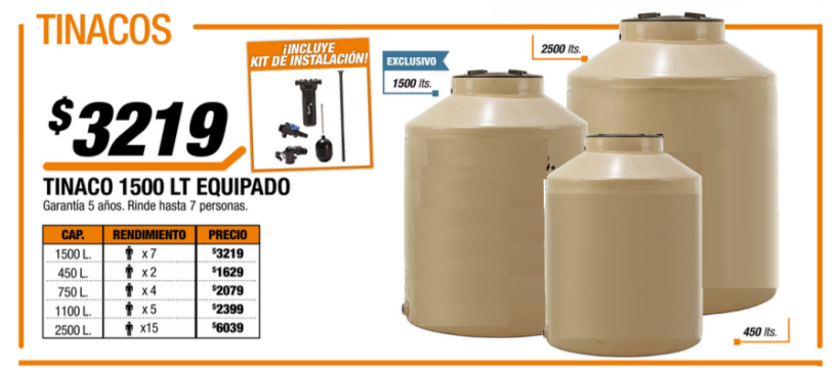 TINACOS
¡INCLUYE
KIT DE INSTALACIÓN!
$3219
TINACO 1500 LT EQUIPADO
Garantía 5 años. Rinde hasta 7 personas.
CAP. RENDIMIENTO PRECIO
1500 L. x 7 $3219
450 L. x 2 $1629
750 L. x 4 $2079
1100 L. x 5 $2399
2500 L. x15 $6039
EXCLUSIVO
1500 lts.
2500 lts.
450 lts.